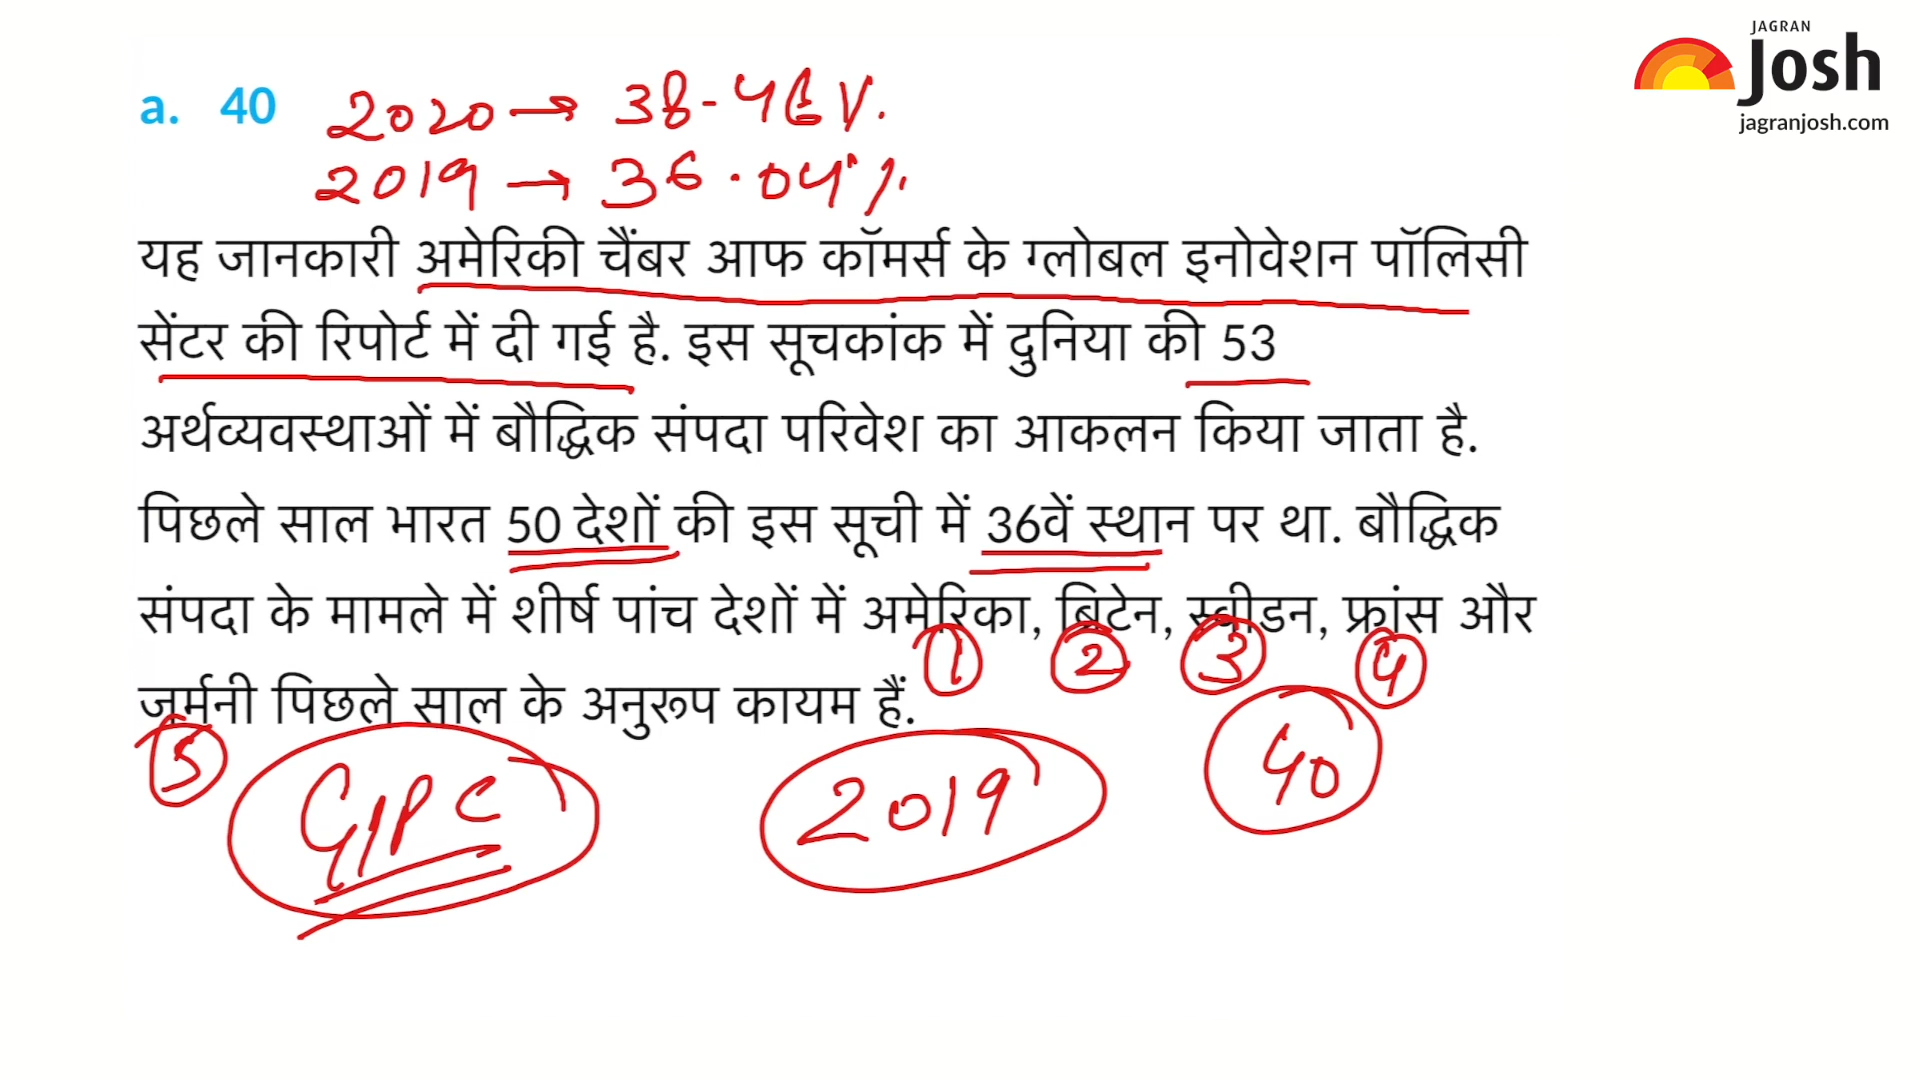 JAGRAN
Josh
jagranjosh.com
a. 40
2020 → 38-46%.
2019 → 36.04%
यह जानकारी अमेरिकी चैंबर आफ कॉमर्स के ग्लोबल इनोवेशन पॉलिसी
सेंटर की रिपोर्ट में दी गई है. इस सूचकांक में दुनिया की 53
अर्थव्यवस्थाओं में बौद्धिक संपदा परिवेश का आकलन किया जाता है.
पिछले साल भारत 50 देशों की इस सूची में 36वें स्थान पर था. बौद्धिक
संपदा के मामले में शीर्ष पांच देशों में अमेरिका, ब्रिटेन, स्वीडन, फ्रांस और
1 2 3 4
जर्मनी पिछले साल के अनुरूप कायम हैं.
5 GIPC 2019 40